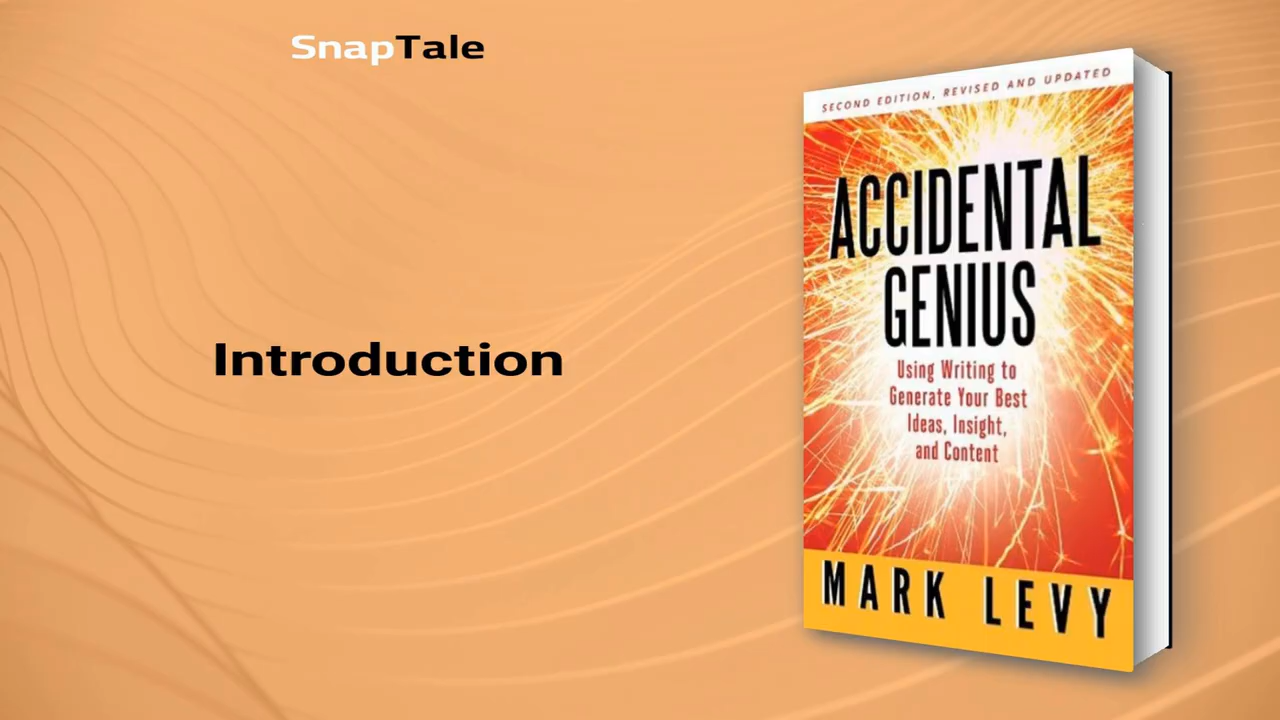 SnapTale
Introduction
SECOND EDITION, REVISED AND UPDATED
ACCIDENTAL
GENIUS
Using Writing to
Generate Your Best
Ideas, Insight,
and Content
MARK LEVY